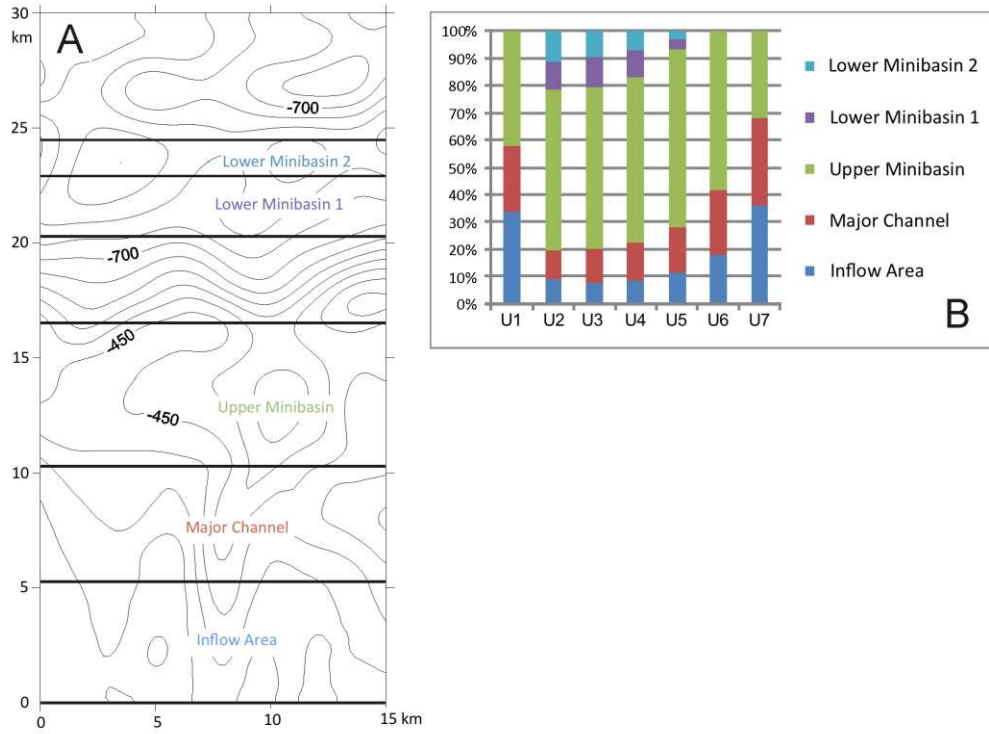 30
km
A
-700
25
Lower Minibasin 2
Lower Minibasin 1
20
-700
-450
15
Upper Minibasin
-450
10
Major Channel
5
Inflow Area
0
0
5
10
15 km
100%
90%
80%
70%
60%
50%
40%
30%
20%
10%
0%
U1 U2 U3 U4 U5 U6 U7
Lower Minibasin 2
Lower Minibasin 1
Upper Minibasin
Major Channel
Inflow Area
B